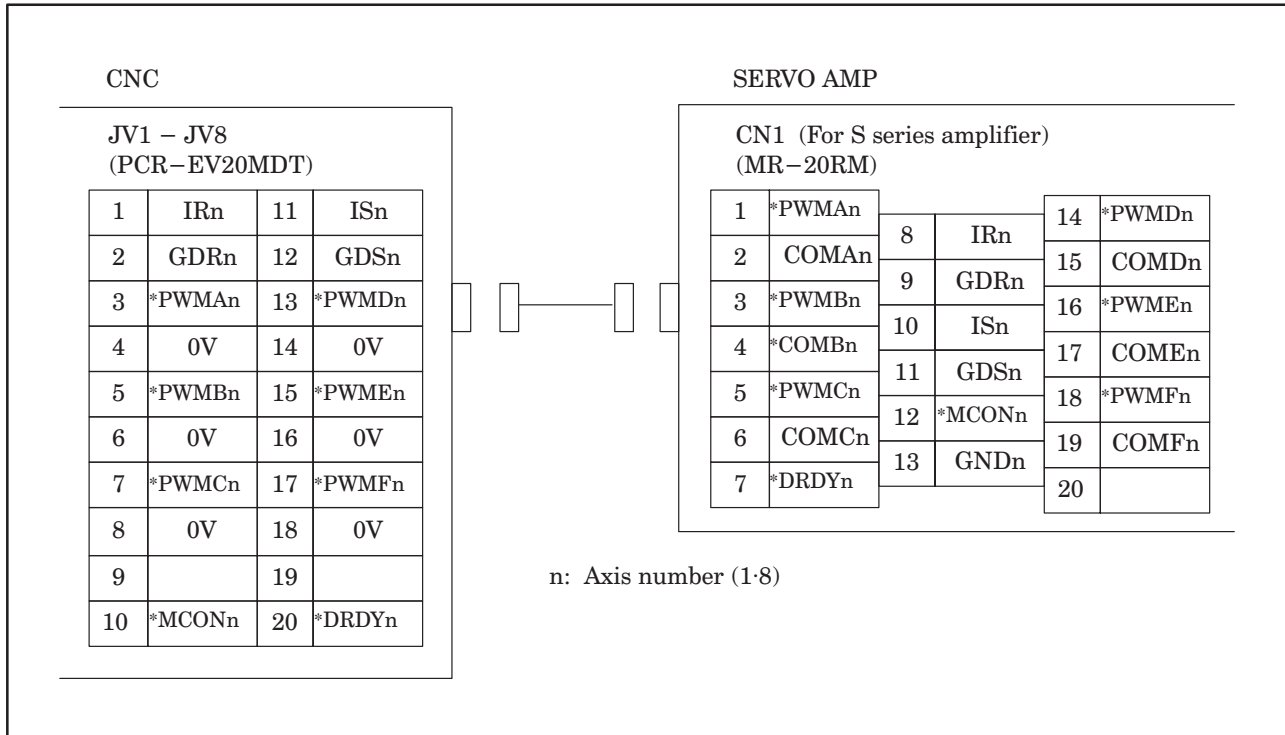 CNC
SERVO AMP
JV1 – JV8
(PCR–EV20MDT)
1 IRn 11 ISn
2 GDRn 12 GDSn
3 *PWMAn 13 *PWMDn
4 0V 14 0V
5 *PWMBn 15 *PWMEn
6 0V 16 0V
7 *PWMCn 17 *PWMFn
8 0V 18 0V
9 19
10 *MCONn 20 *DRDYn
CN1 (For S series amplifier)
(MR–20RM)
1 *PWMAn
2 COMAn
3 *PWMBn
4 *COMBn
5 *PWMCn
6 COMCn
7 *DRDYn
8 IRn
9 GDRn
10 ISn
11 GDSn
12 *MCONn
13 GNDn
14 *PWMDn
15 COMDn
16 *PWMEn
17 COMEn
18 *PWMFn
19 COMFn
20
n: Axis number (1·8)